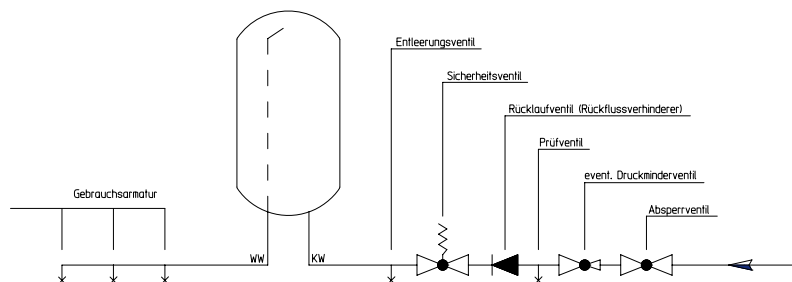 Entleerungsventil
Sicherheitsventil
Rücklaufventil (Rückflussverhinderer)
Prüfventil
event. Druckminderventil
Absperrventil
Gebrauchsarmatur
WW
KW